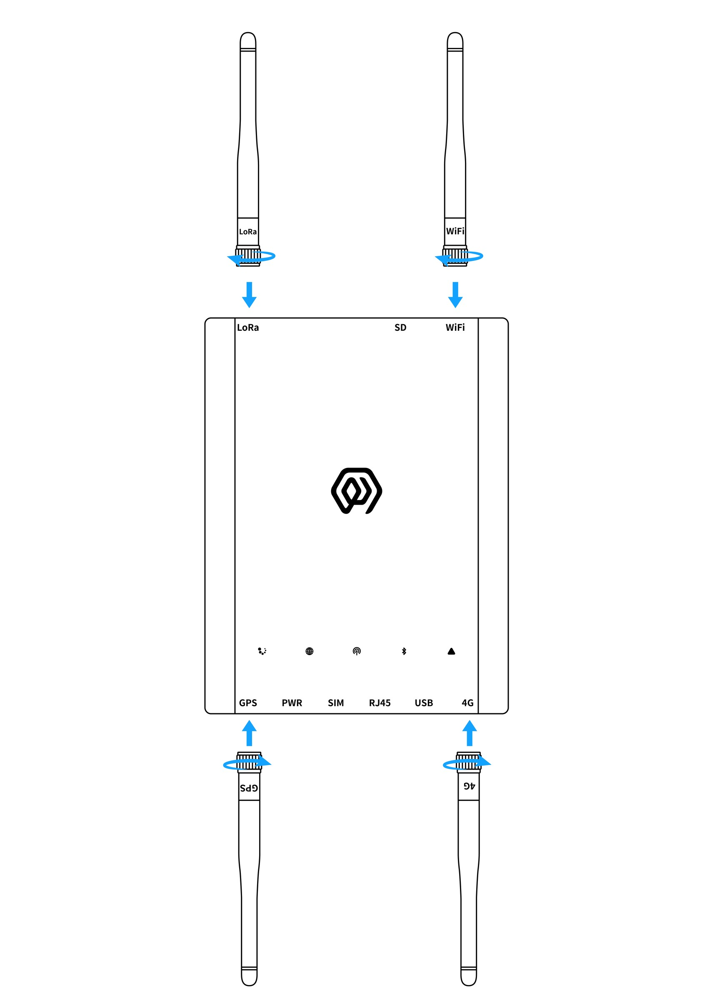 LoRa
WiFi
LoRa SD WiFi
GPS PWR SIM RJ45 USB 4G
GPS
4G